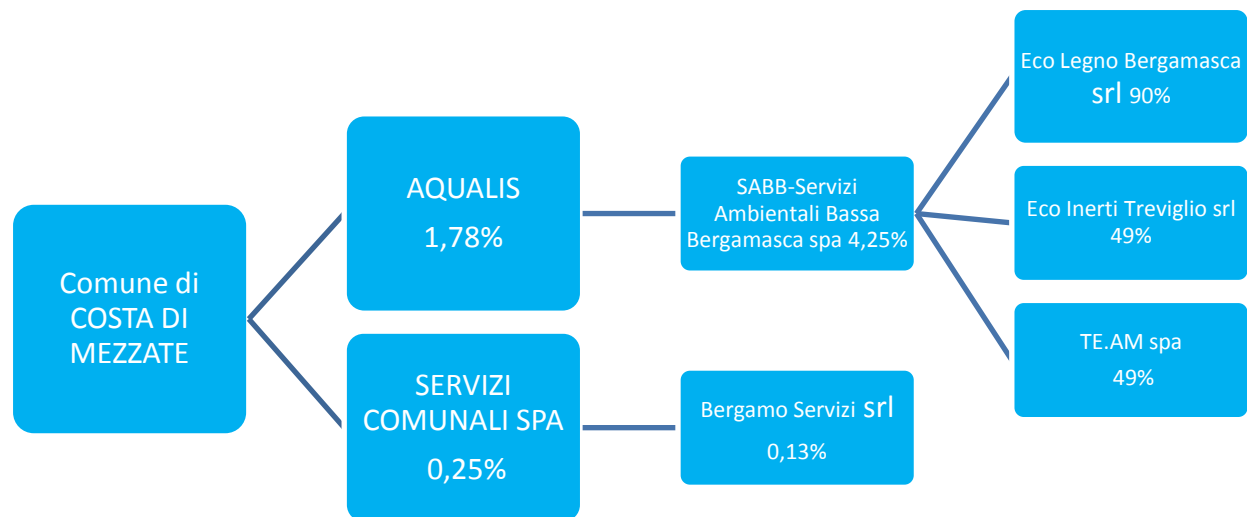 Comune di
COSTA DI
MEZZATE
AQUALIS
1,78%
SERVIZI
COMUNALI SPA
0,25%
SABB-Servizi
Ambientali Bassa
Bergamasca spa 4,25%
Bergamo Servizi srl
0,13%
Eco Legno Bergamasca
srl 90%
Eco Inerti Treviglio srl
49%
TE.AM spa
49%